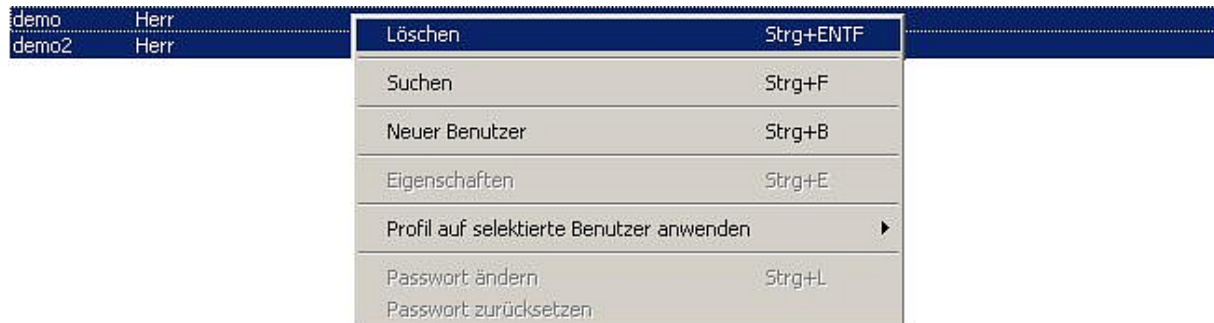 demo Herr
demo2 Herr
Löschen Strg+ENTF
Suchen Strg+F
Neuer Benutzer Strg+B
Eigenschaften Strg+E
Profil auf selektierte Benutzer anwenden
Passwort ändern Strg+L
Passwort zurücksetzen